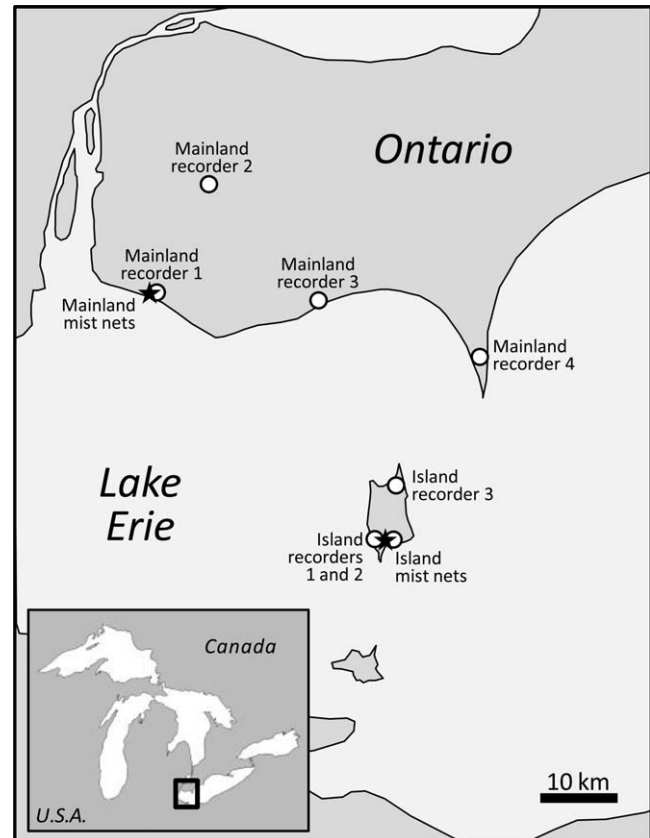 Ontario
Mainland
recorder 2
Mainland
recorder 1
Mainland
recorder 3
Mainland
mist nets
Mainland
recorder 4
Lake
Erie
Island
recorder 3
Island
recorders
1 and 2
Island
mist nets
Canada
U.S.A.
10 km